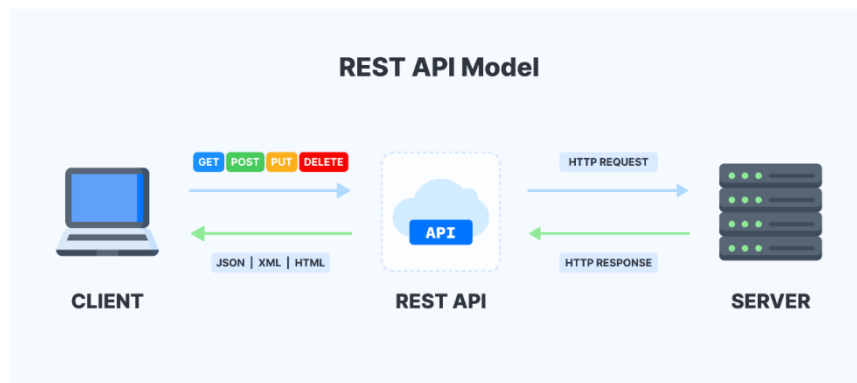 REST API Model
GET POST PUT DELETE
HTTP REQUEST
API
JSON | XML | HTML
HTTP RESPONSE
CLIENT
REST API
SERVER